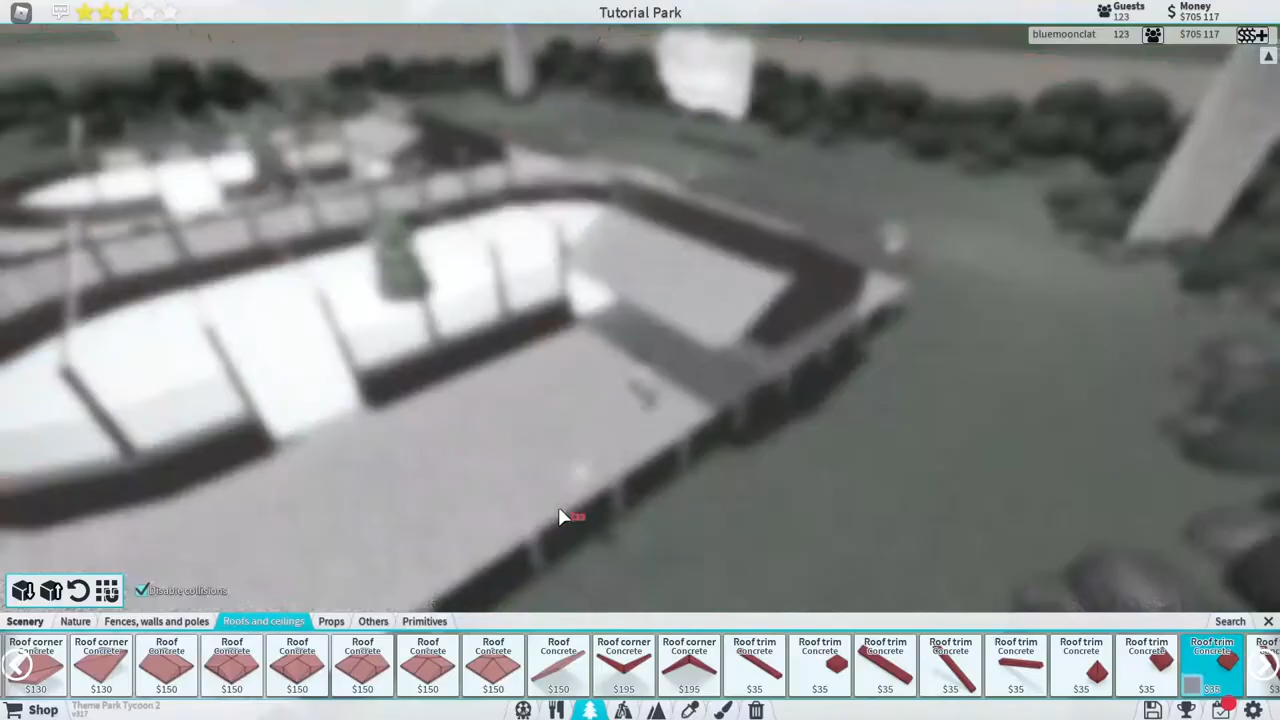 Tutorial Park
Guests
123
Money
$705 117
bluemoonclat 123 $705 117 $$$+
Disable collisions
Scenery Nature Fences, walls and poles Roofs and ceilings Props Others Primitives Search
Roof corner Concrete $130
Roof corner Concrete $130
Roof Concrete $150
Roof Concrete $150
Roof Concrete $150
Roof Concrete $150
Roof Concrete $150
Roof Concrete $150
Roof Concrete $150
Roof corner Concrete $195
Roof corner Concrete $195
Roof trim Concrete $35
Roof trim Concrete $35
Roof trim Concrete $35
Roof trim Concrete $35
Roof trim Concrete $35
Roof trim Concrete $35
Roof trim Concrete $35
Roof trim Concrete $35
Shop
Theme Park Tycoon 2
v317